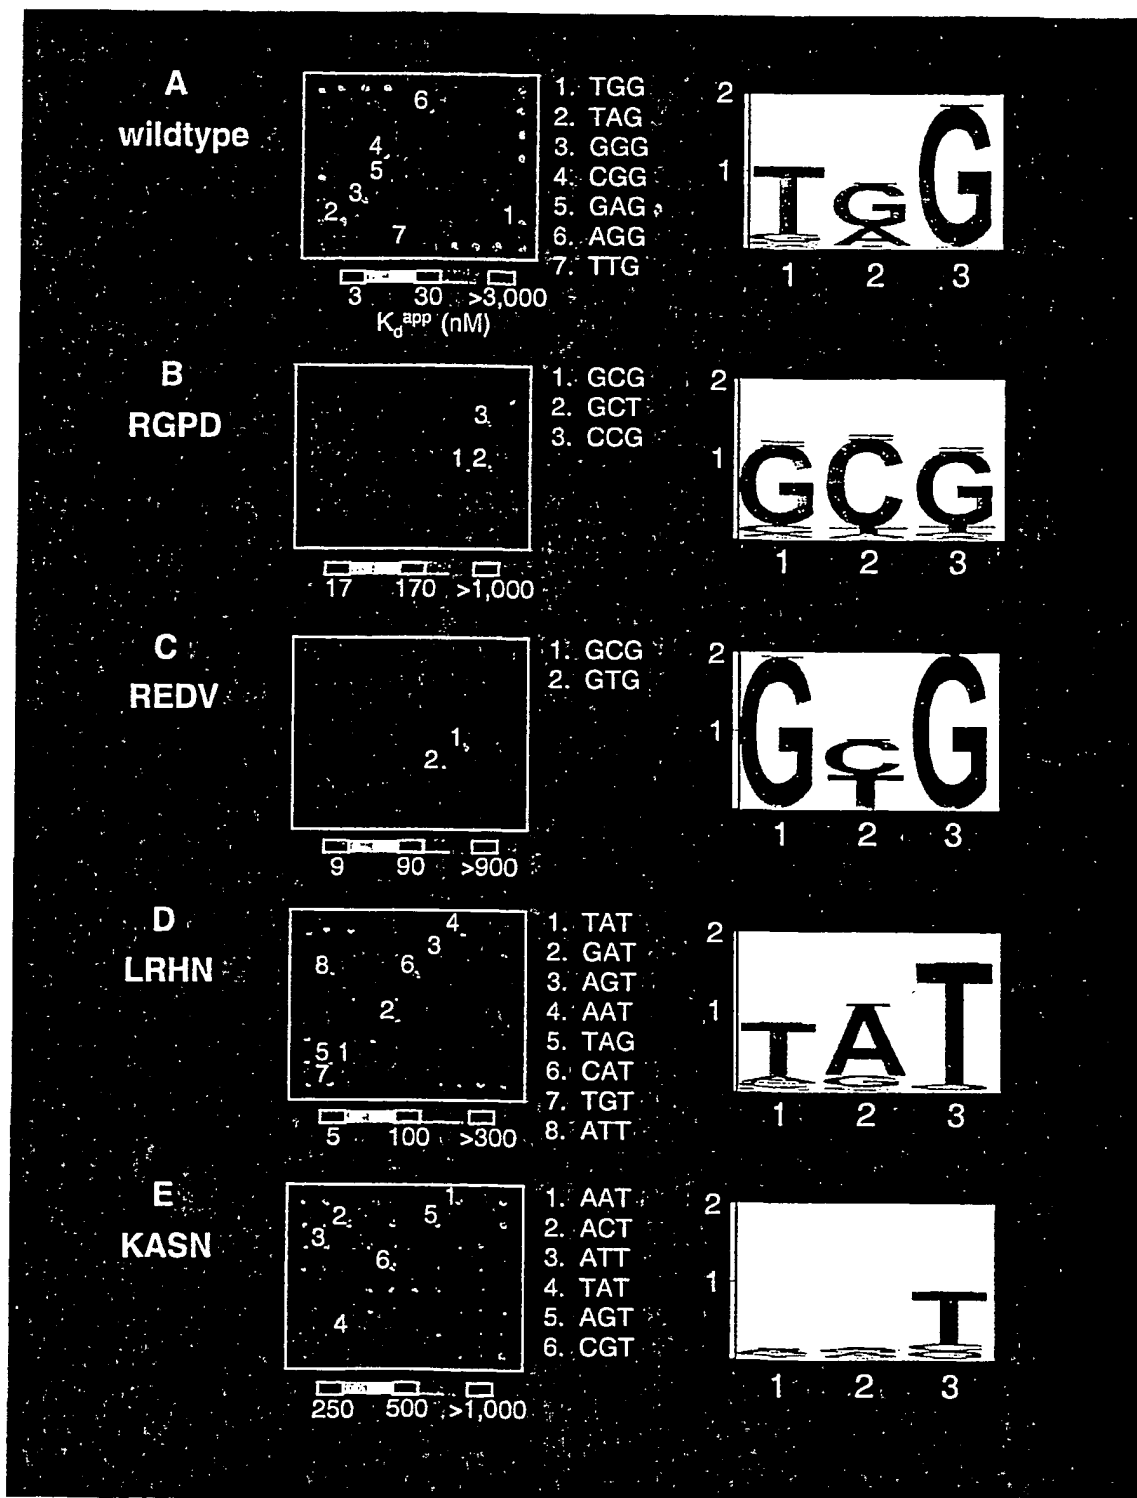 A
wildtype
6
4
5
3
2
1
7
3 30 >3,000
K_d^app (nM)
1. TGG
2. TAG
3. GGG
4. CGG
5. GAG
6. AGG
7. TTG
2
1
T G A G
1 2 3
B
RGPD
3
1 2
17 170 >1,000
1. GCG
2. GCT
3. CCG
2
1
G C G
1 2 3
C
REDV
1
2
9 90 >900
1. GCG
2. GTG
2
1
G C T G
1 2 3
D
LRHN
4
3
8 6
2
5 1
7
5 100 >300
1. TAT
2. GAT
3. AGT
4. AAT
5. TAG
6. CAT
7. TGT
8. ATT
2
1
T A T
1 2 3
E
KASN
1
2 5
3
6
4
250 500 >1,000
1. AAT
2. ACT
3. ATT
4. TAT
5. AGT
6. CGT
2
1
T
1 2 3